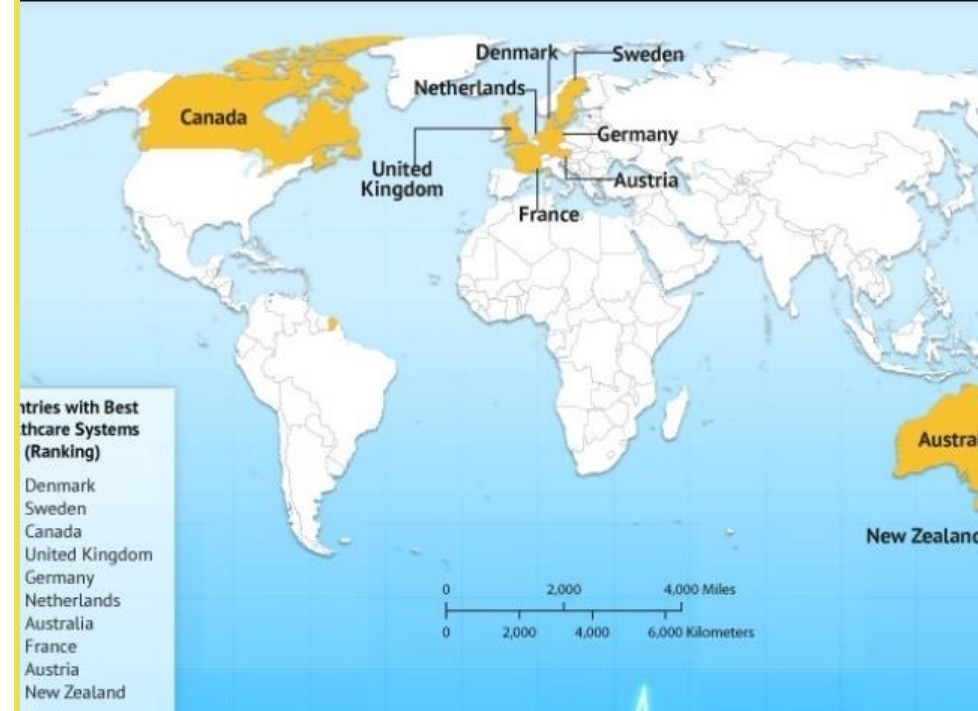 Denmark
Sweden
Netherlands
Canada
Germany
United
Kingdom
Austria
France
ntries with Best
thcare Systems
(Ranking)
Denmark
Sweden
Canada
United Kingdom
Germany
Netherlands
Australia
France
Austria
New Zealand
Austra
New Zealand
0 2,000 4,000 Miles
0 2,000 4,000 6,000 Kilometers